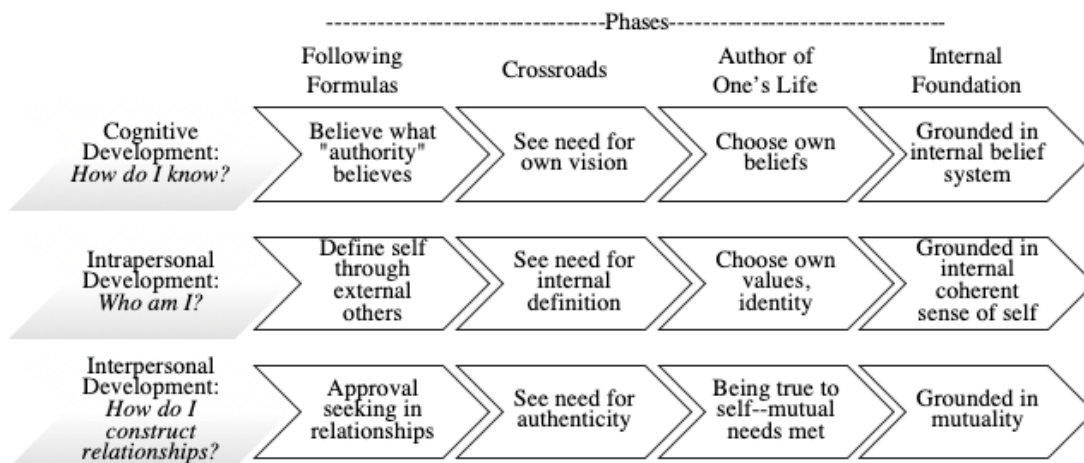 ------------------------------Phases------------------------------
Following
Formulas
Crossroads
Author of
One's Life
Internal
Foundation
Cognitive
Development:
How do I know?
Believe what
"authority"
believes
See need for
own vision
Choose own
beliefs
Grounded in
internal belief
system
Intrapersonal
Development:
Who am I?
Define self
through
external
others
See need for
internal
definition
Choose own
values,
identity
Grounded in
internal
coherent
sense of self
Interpersonal
Development:
How do I
construct
relationships?
Approval
seeking in
relationships
See need for
authenticity
Being true to
self--mutual
needs met
Grounded in
mutuality